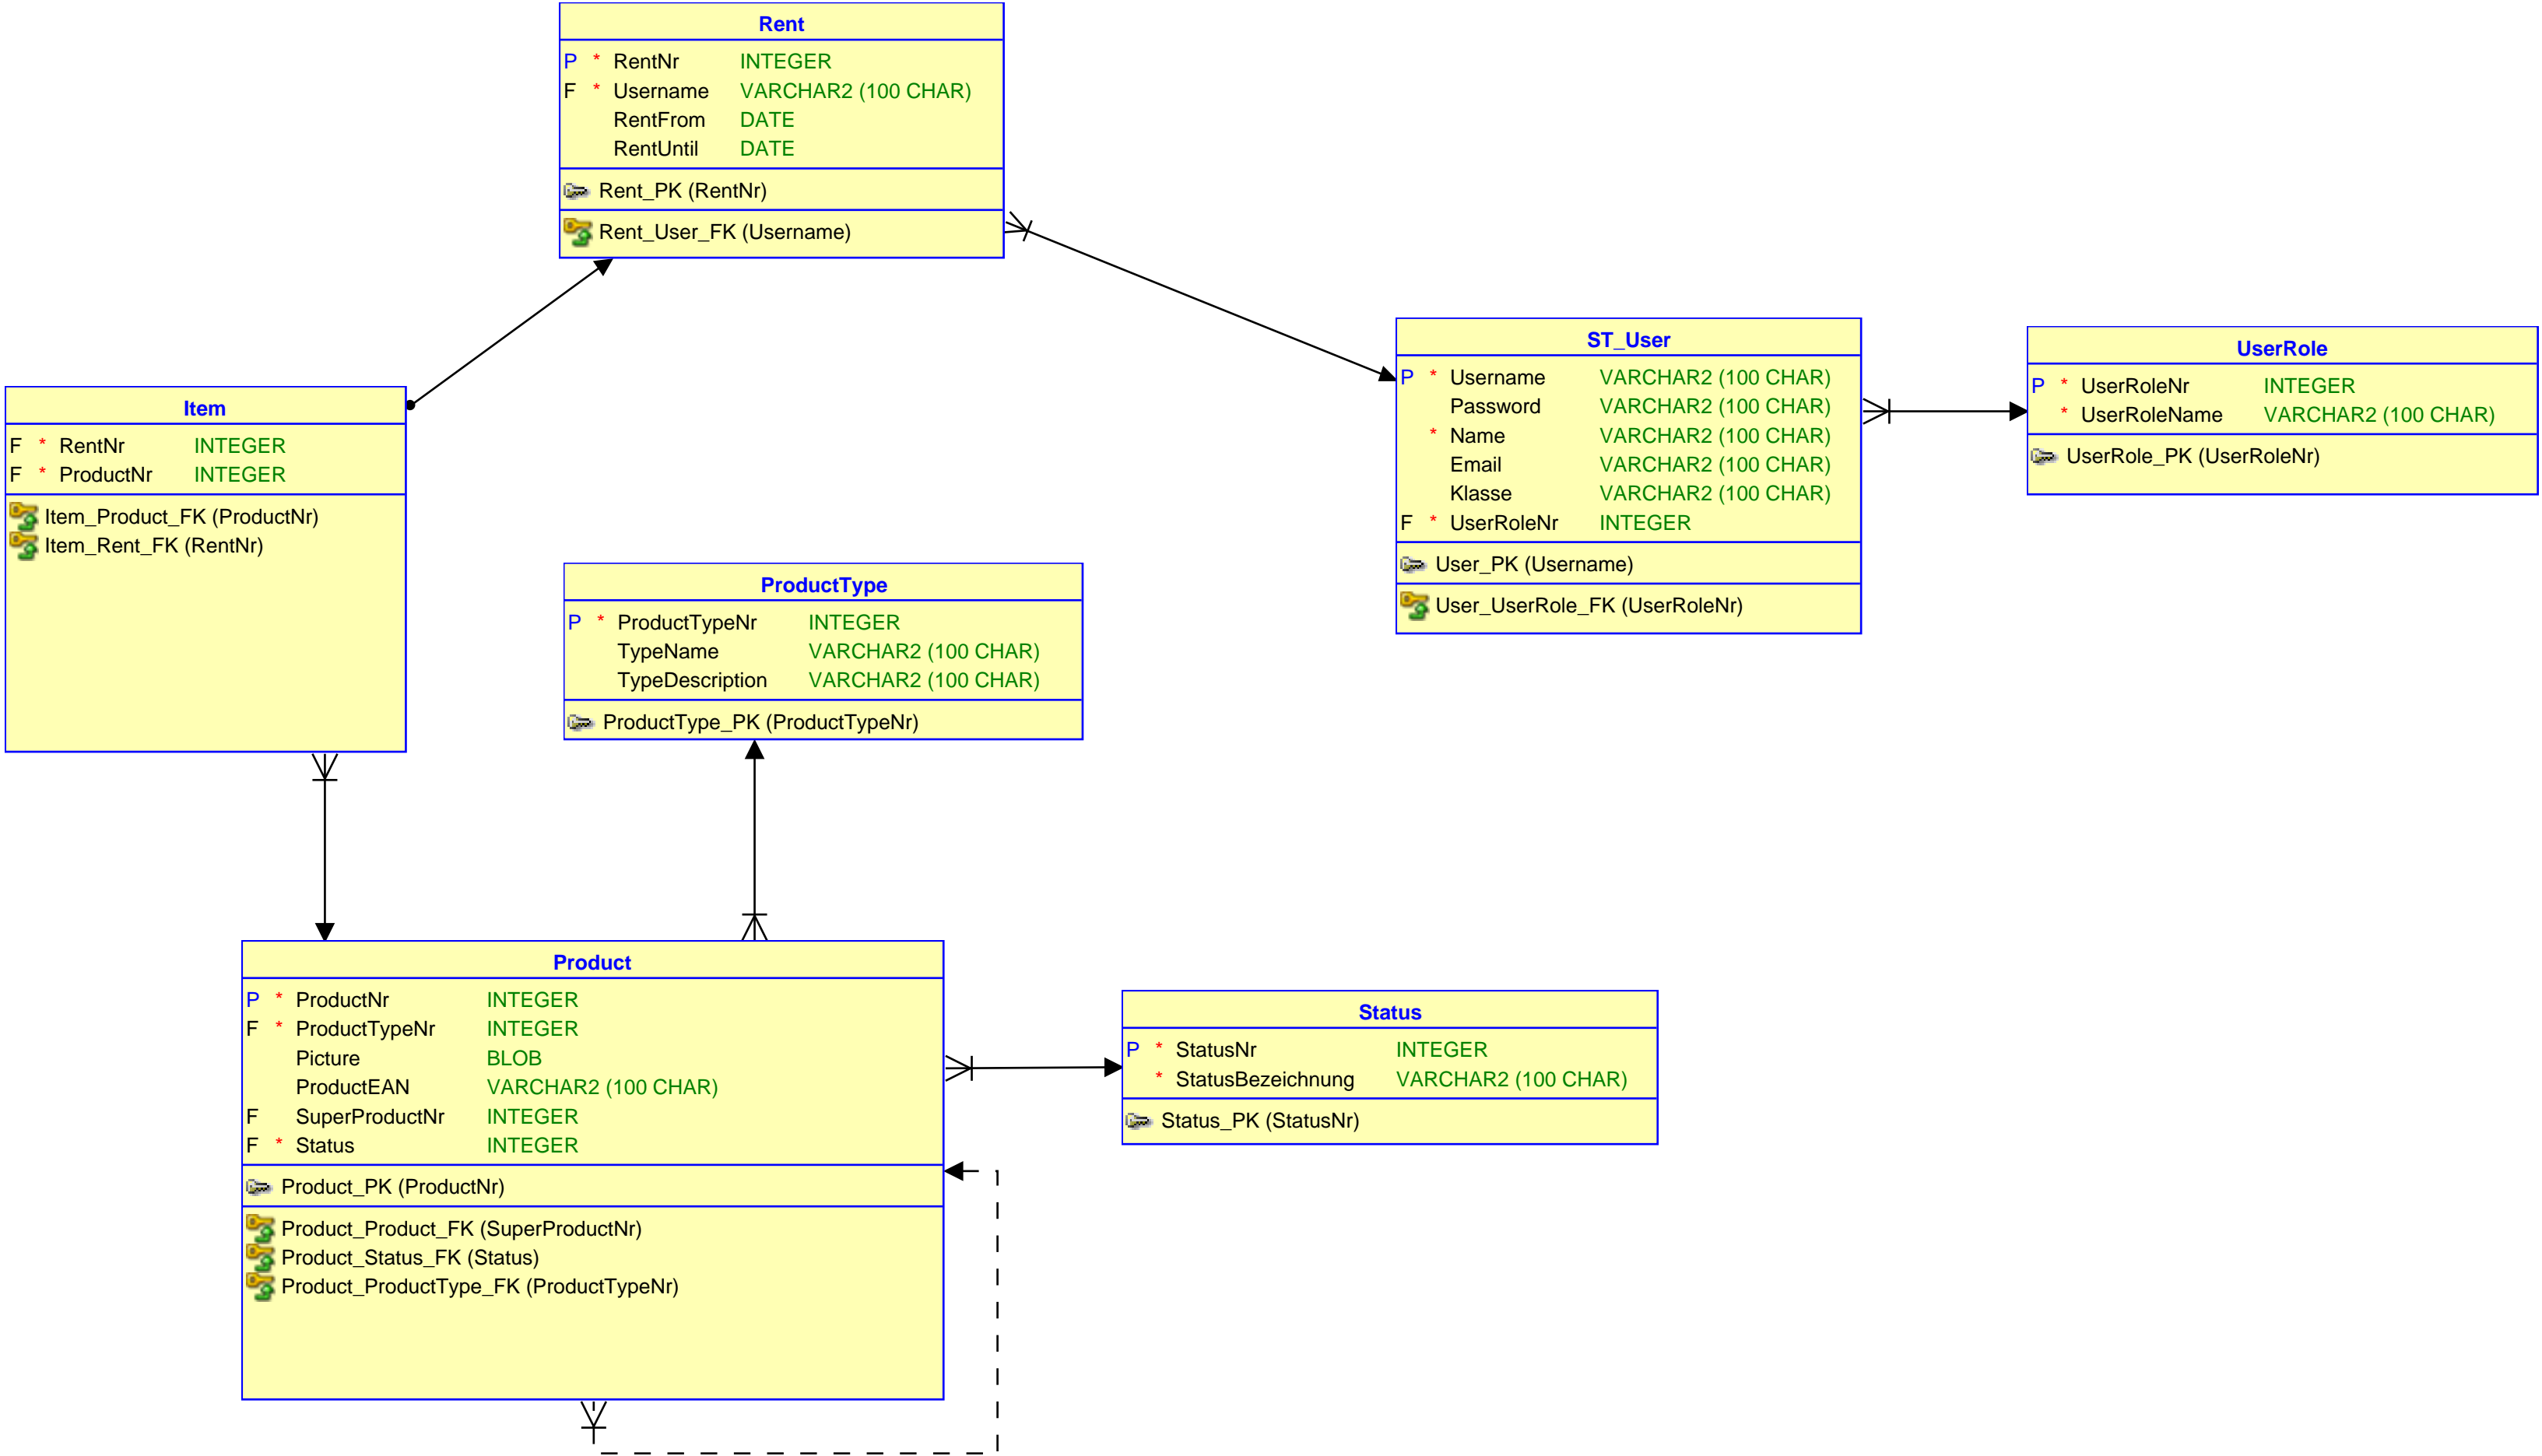 Rent
P * RentNr INTEGER
F * Username VARCHAR2 (100 CHAR)
RentFrom DATE
RentUntil DATE
Rent_PK (RentNr)
Rent_User_FK (Username)
ST_User
P * Username VARCHAR2 (100 CHAR)
Password VARCHAR2 (100 CHAR)
* Name VARCHAR2 (100 CHAR)
Email VARCHAR2 (100 CHAR)
Klasse VARCHAR2 (100 CHAR)
F * UserRoleNr INTEGER
User_PK (Username)
User_UserRole_FK (UserRoleNr)
UserRole
P * UserRoleNr INTEGER
* UserRoleName VARCHAR2 (100 CHAR)
UserRole_PK (UserRoleNr)
Item
F * RentNr INTEGER
F * ProductNr INTEGER
Item_Product_FK (ProductNr)
Item_Rent_FK (RentNr)
ProductType
P * ProductTypeNr INTEGER
TypeName VARCHAR2 (100 CHAR)
TypeDescription VARCHAR2 (100 CHAR)
ProductType_PK (ProductTypeNr)
Product
P * ProductNr INTEGER
F * ProductTypeNr INTEGER
Picture BLOB
ProductEAN VARCHAR2 (100 CHAR)
F SuperProductNr INTEGER
F * Status INTEGER
Product_PK (ProductNr)
Product_Product_FK (SuperProductNr)
Product_Status_FK (Status)
Product_ProductType_FK (ProductTypeNr)
Status
P * StatusNr INTEGER
* StatusBezeichnung VARCHAR2 (100 CHAR)
Status_PK (StatusNr)